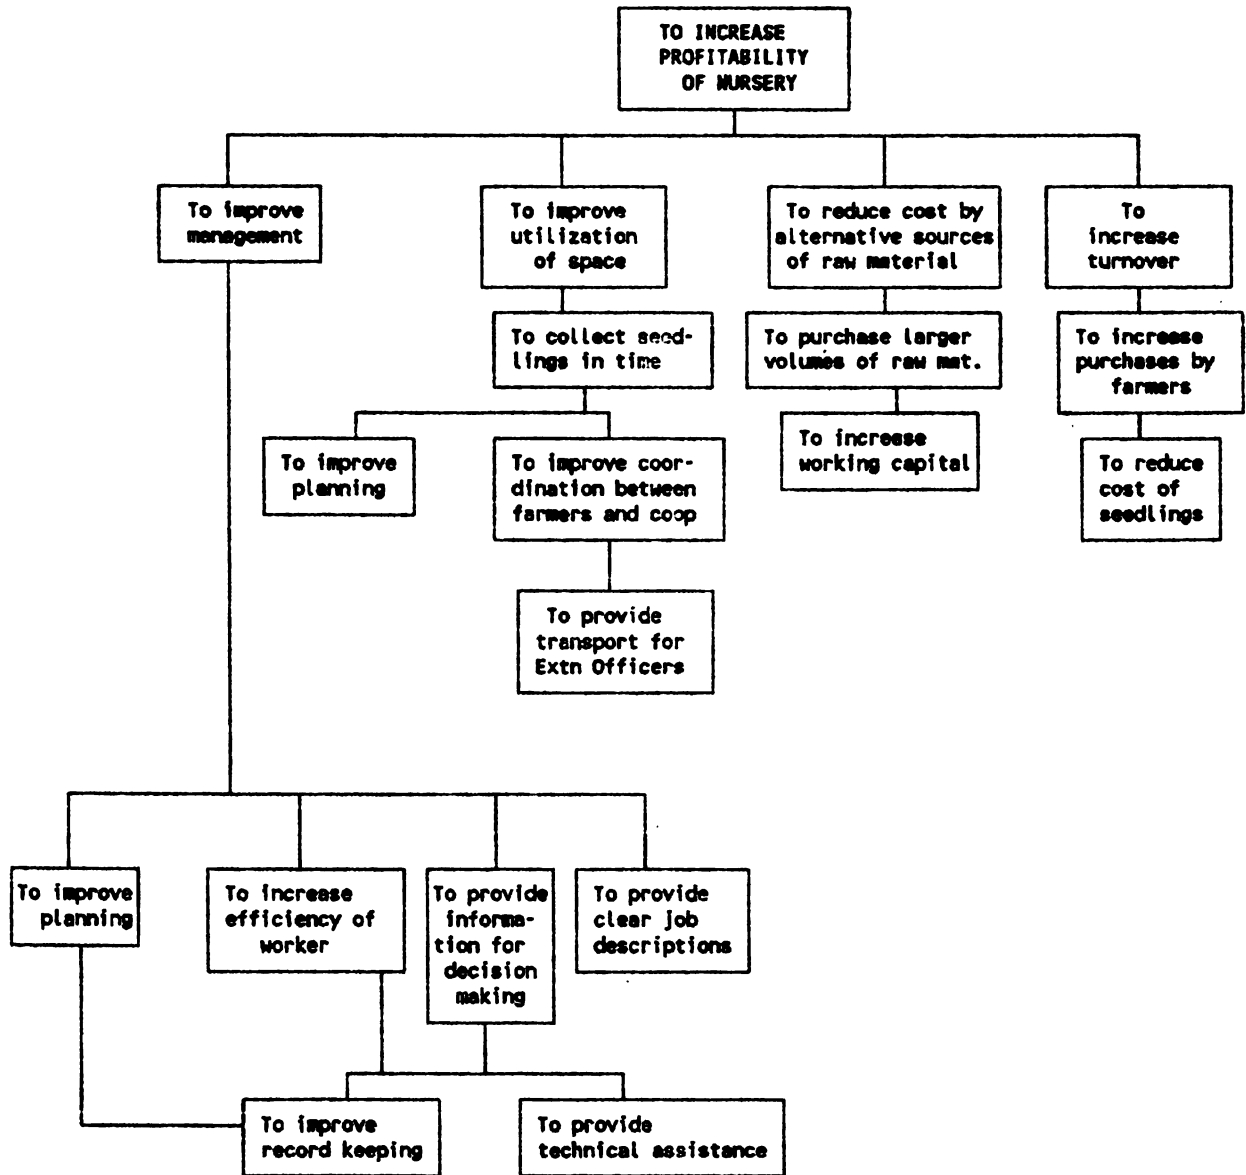 TO INCREASE
PROFITABILITY
OF NURSERY
To improve
management
To improve
utilization
of space
To reduce cost by
alternative sources
of raw material
To
increase
turnover
To collect seed-
lings in time
To purchase larger
volumes of raw mat.
To increase
purchases by
farmers
To improve
planning
To improve coor-
dination between
farmers and coop
To increase
working capital
To reduce
cost of
seedlings
To provide
transport for
Extn Officers
To improve
planning
To increase
efficiency of
worker
To provide
informa-
tion for
decision
making
To provide
clear job
descriptions
To improve
record keeping
To provide
technical assistance